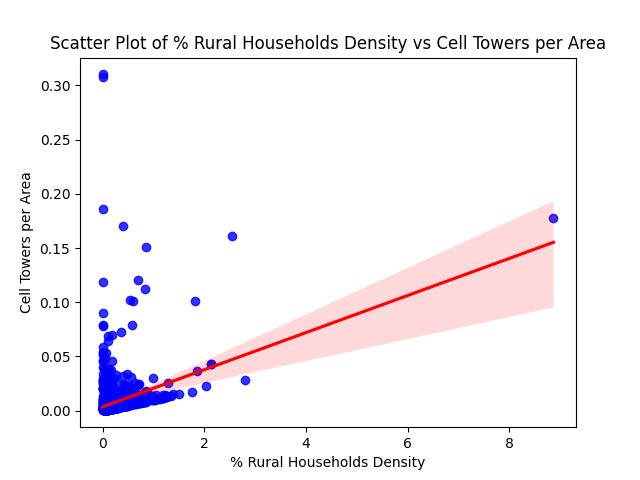 Scatter Plot of % Rural Households Density vs Cell Towers per Area
0.30
0.25
0.20
0.15
0.10
0.05
0.00
Cell Towers per Area
0 2 4 6 8
% Rural Households Density